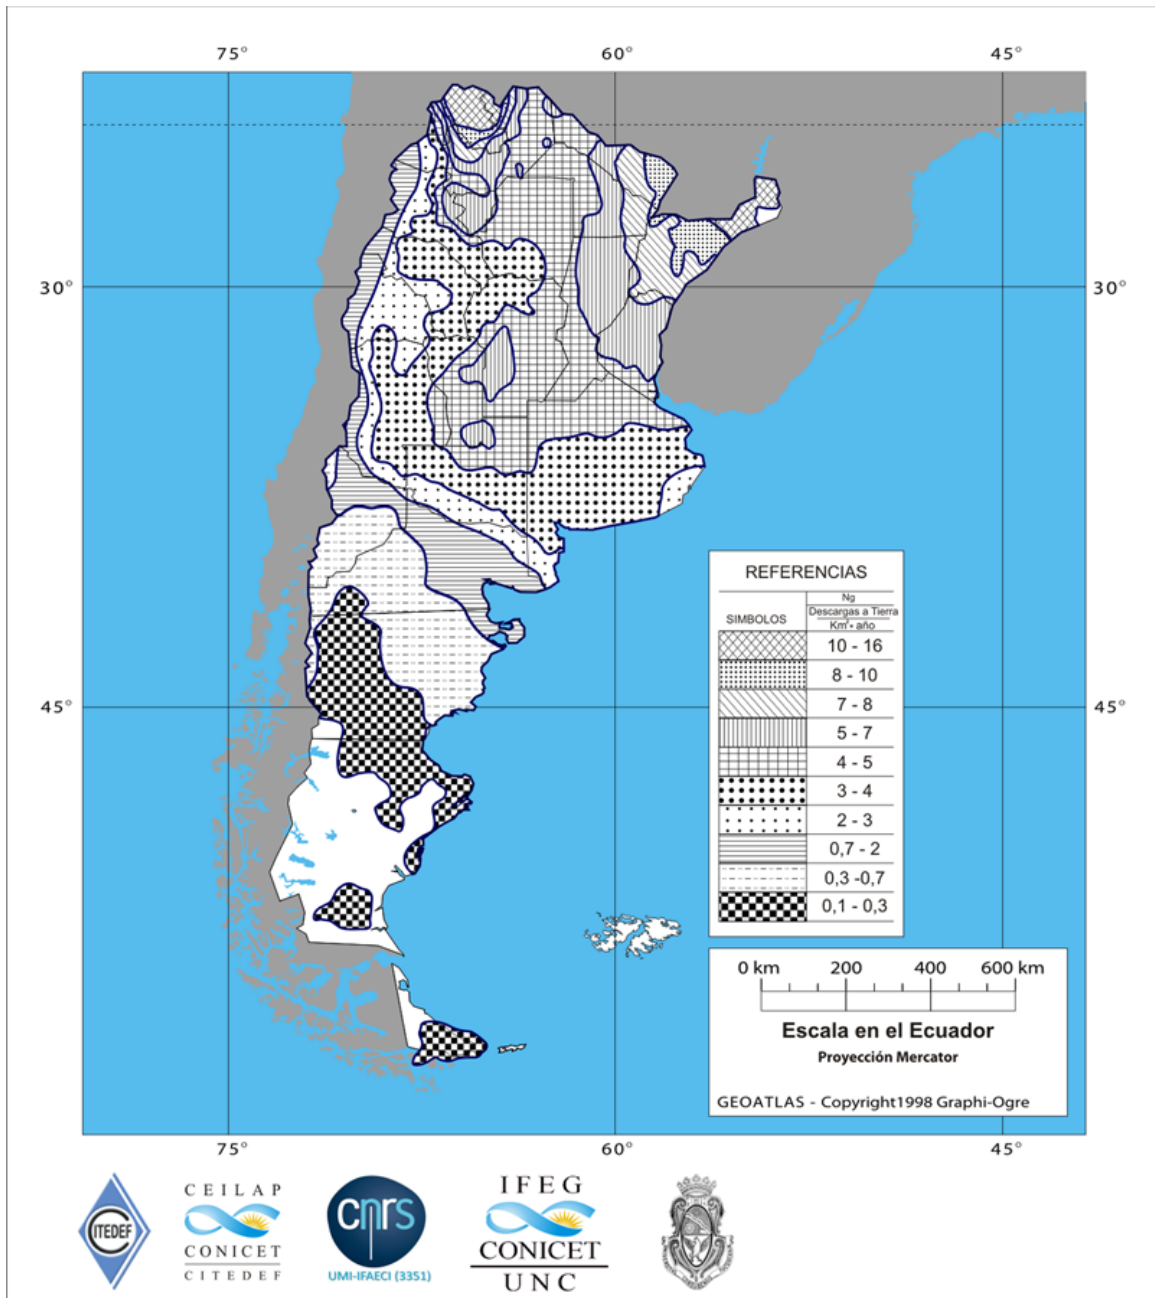 75°
60°
45°
30°
30°
45°
45°
REFERENCIAS
SIMBOLOS
Ng
Descargas a Tierra
Km²• año
10 - 16
8 - 10
7 - 8
5 - 7
4 - 5
3 - 4
2 - 3
0,7 - 2
0,3 -0,7
0,1 - 0,3
0 km 200 400 600 km
Escala en el Ecuador
Proyección Mercator
GEOATLAS - Copyright1998 Graphi-Ogre
75°
60°
45°
CITEDEF
CEILAP
CONICET
CITEDEF
cnrs
UMI-IFAECI (3351)
IFEG
CONICET
UNC